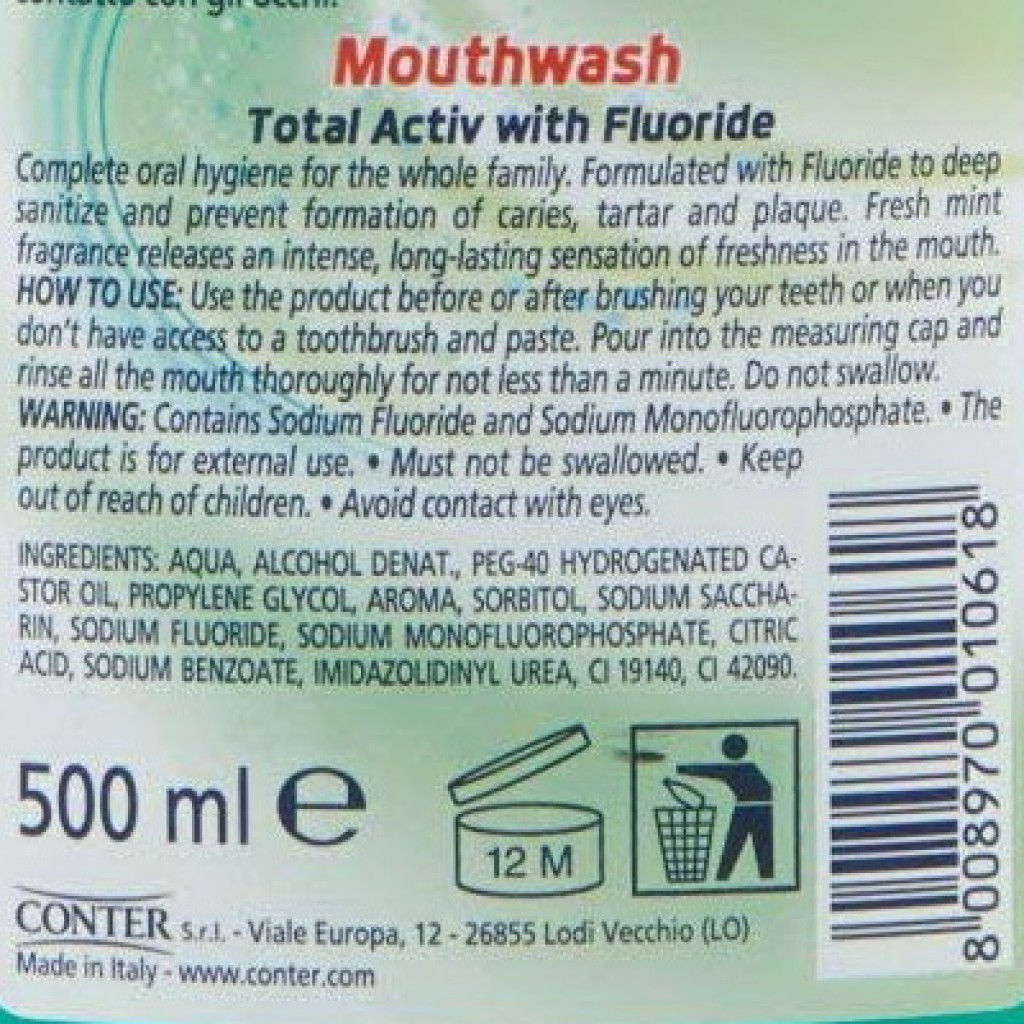 contatto con gli occhi.
Mouthwash
Total Activ with Fluoride
Complete oral hygiene for the whole family. Formulated with Fluoride to deep
sanitize and prevent formation of caries, tartar and plaque. Fresh mint
fragrance releases an intense, long-lasting sensation of freshness in the mouth.
HOW TO USE: Use the product before or after brushing your teeth or when you
don't have access to a toothbrush and paste. Pour into the measuring cap and
rinse all the mouth thoroughly for not less than a minute. Do not swallow.
WARNING: Contains Sodium Fluoride and Sodium Monofluorophosphate. • The
product is for external use. • Must not be swallowed. • Keep
out of reach of children. • Avoid contact with eyes.
INGREDIENTS: AQUA, ALCOHOL DENAT., PEG-40 HYDROGENATED CA-
STOR OIL, PROPYLENE GLYCOL, AROMA, SORBITOL, SODIUM SACCHA-
RIN, SODIUM FLUORIDE, SODIUM MONOFLUOROPHOSPHATE, CITRIC
ACID, SODIUM BENZOATE, IMIDAZOLIDINYL UREA, CI 19140, CI 42090.
500 ml e
12 M
CONTER s.r.l. - Viale Europa, 12 - 26855 Lodi Vecchio (LO)
Made in Italy - www.conter.com
8 008970 010618